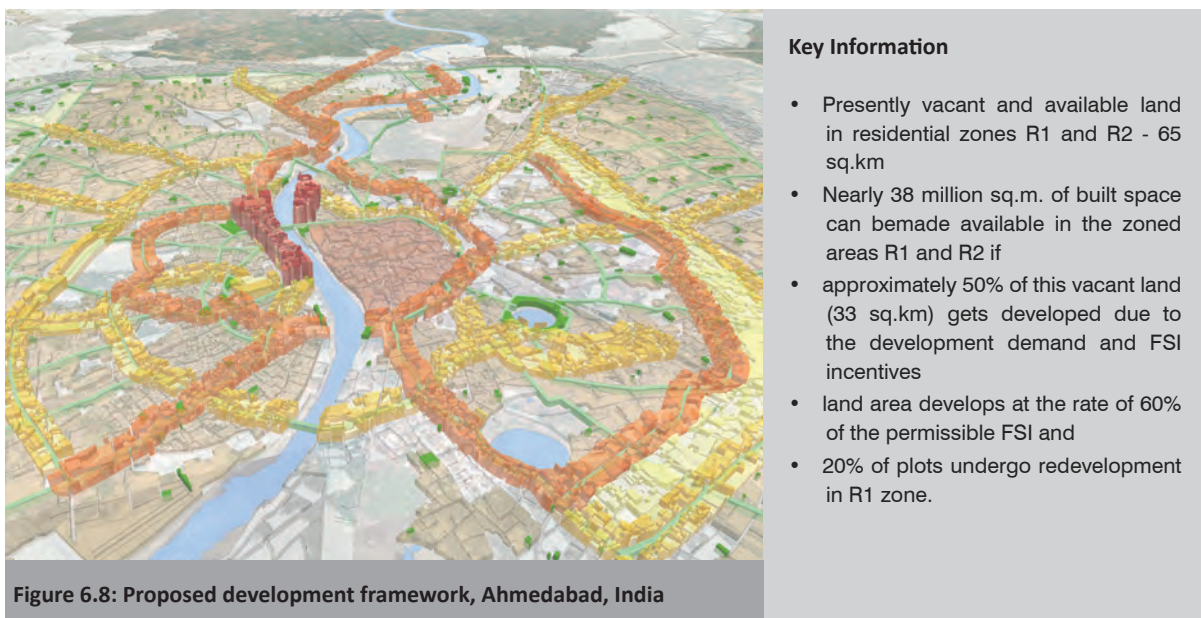 Key Information
• Presently vacant and available land
in residential zones R1 and R2 - 65
sq.km
• Nearly 38 million sq.m. of built space
can bemade available in the zoned
areas R1 and R2 if
• approximately 50% of this vacant land
(33 sq.km) gets developed due to
the development demand and FSI
incentives
• land area develops at the rate of 60%
of the permissible FSI and
• 20% of plots undergo redevelopment
in R1 zone.
Figure 6.8: Proposed development framework, Ahmedabad, India